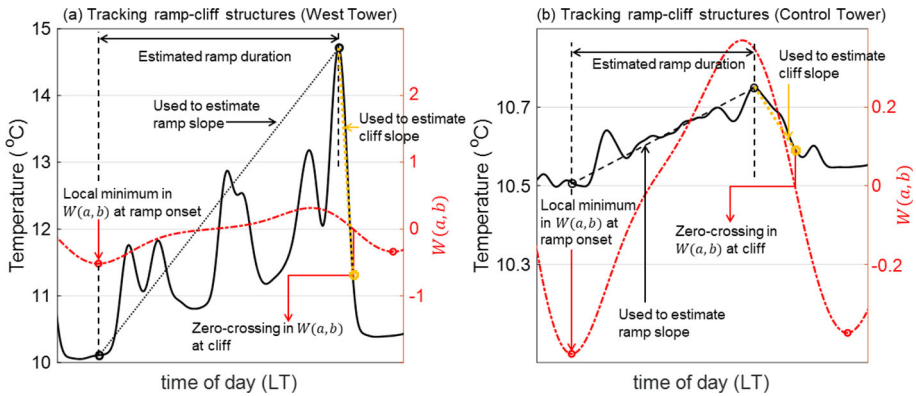 (a) Tracking ramp-cliff structures (West Tower)
15
14
13
12
11
10
Temperature (°C)
Estimated ramp duration
Used to estimate
ramp slope
Used to estimate
cliff slope
Local minimum in
W(a, b) at ramp onset
Zero-crossing in W(a, b)
at cliff
2
1
0
-1
W(a, b)
time of day (LT)
(b) Tracking ramp-cliff structures (Control Tower)
10.7
10.5
10.3
Temperature (°C)
Estimated ramp duration
Used to estimate
cliff slope
Local minimum
in W(a, b) at
ramp onset
Zero-crossing in
W(a, b) at cliff
Used to estimate
ramp slope
0.2
0
-0.2
W(a, b)
time of day (LT)